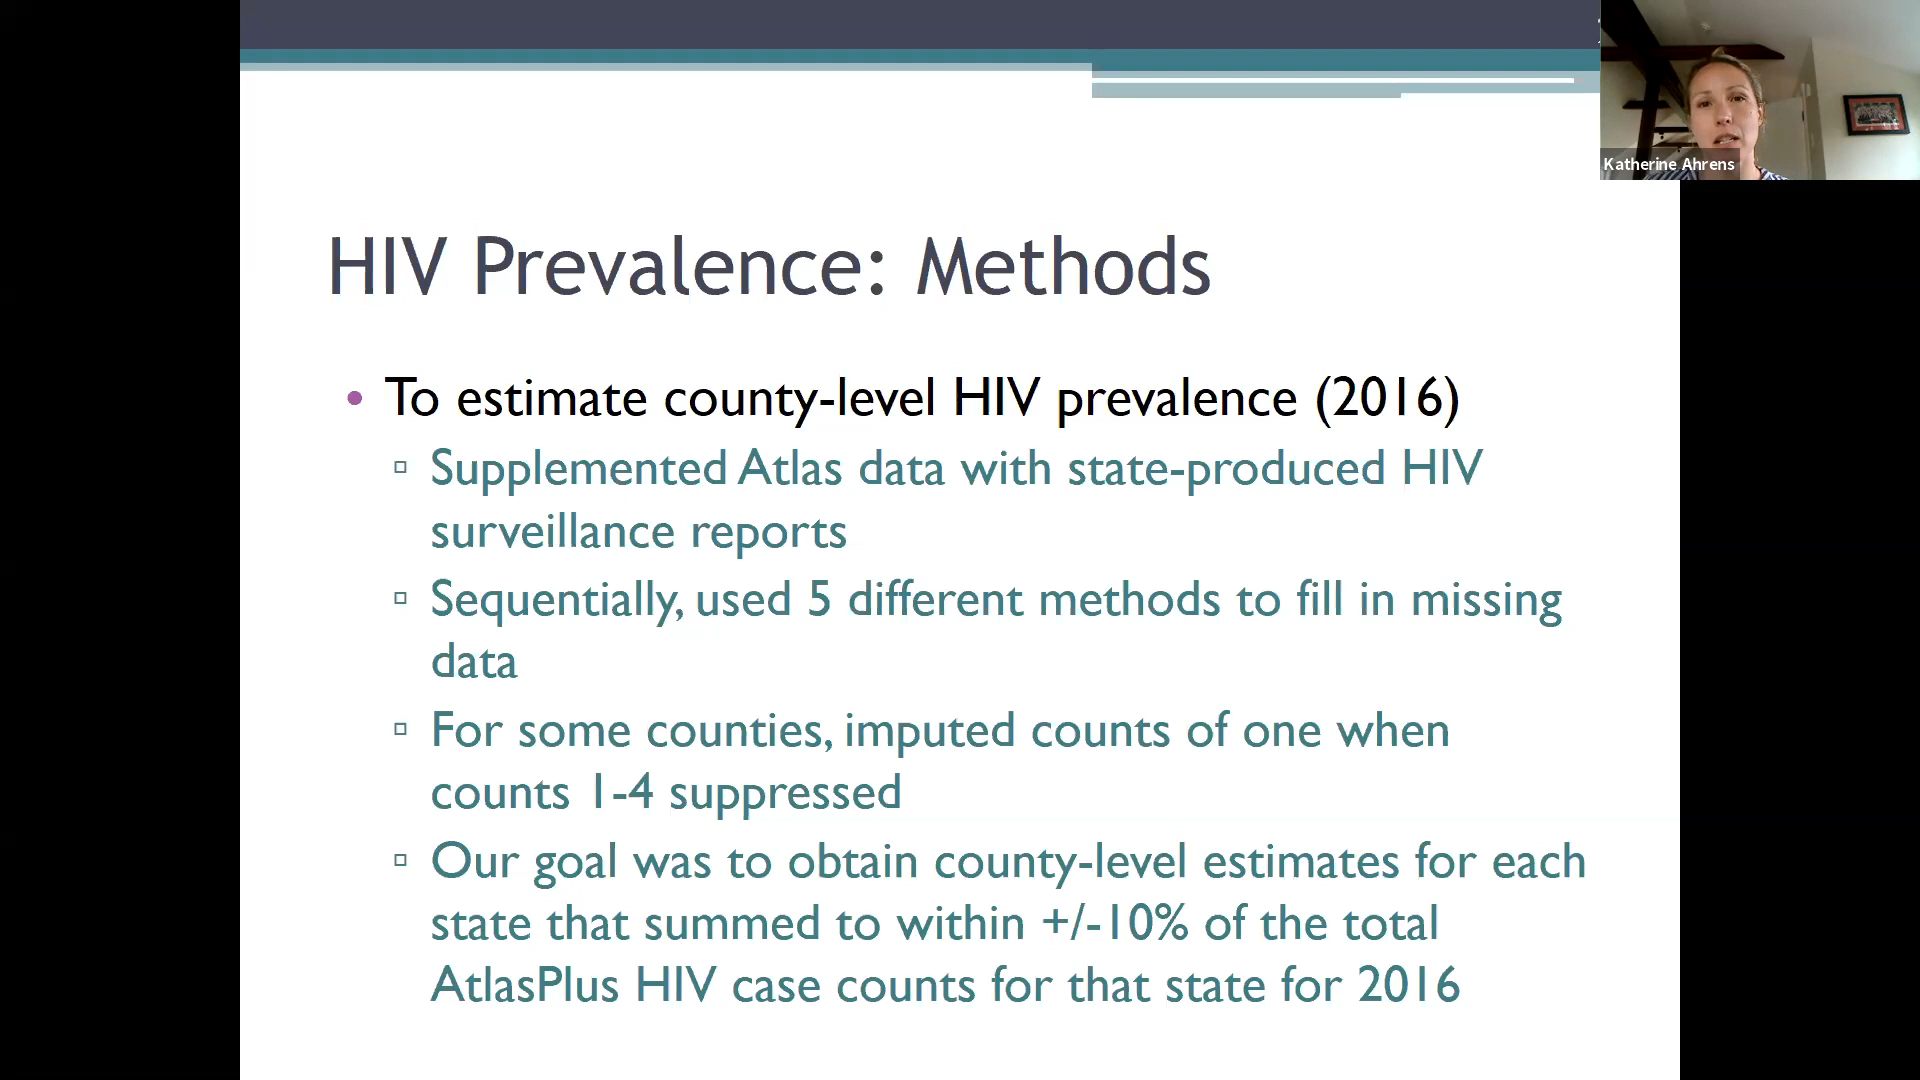 Katherine Ahrens
HIV Prevalence: Methods
• To estimate county-level HIV prevalence (2016)
▫ Supplemented Atlas data with state-produced HIV
surveillance reports
▫ Sequentially, used 5 different methods to fill in missing
data
▫ For some counties, imputed counts of one when
counts 1-4 suppressed
▫ Our goal was to obtain county-level estimates for each
state that summed to within +/-10% of the total
AtlasPlus HIV case counts for that state for 2016